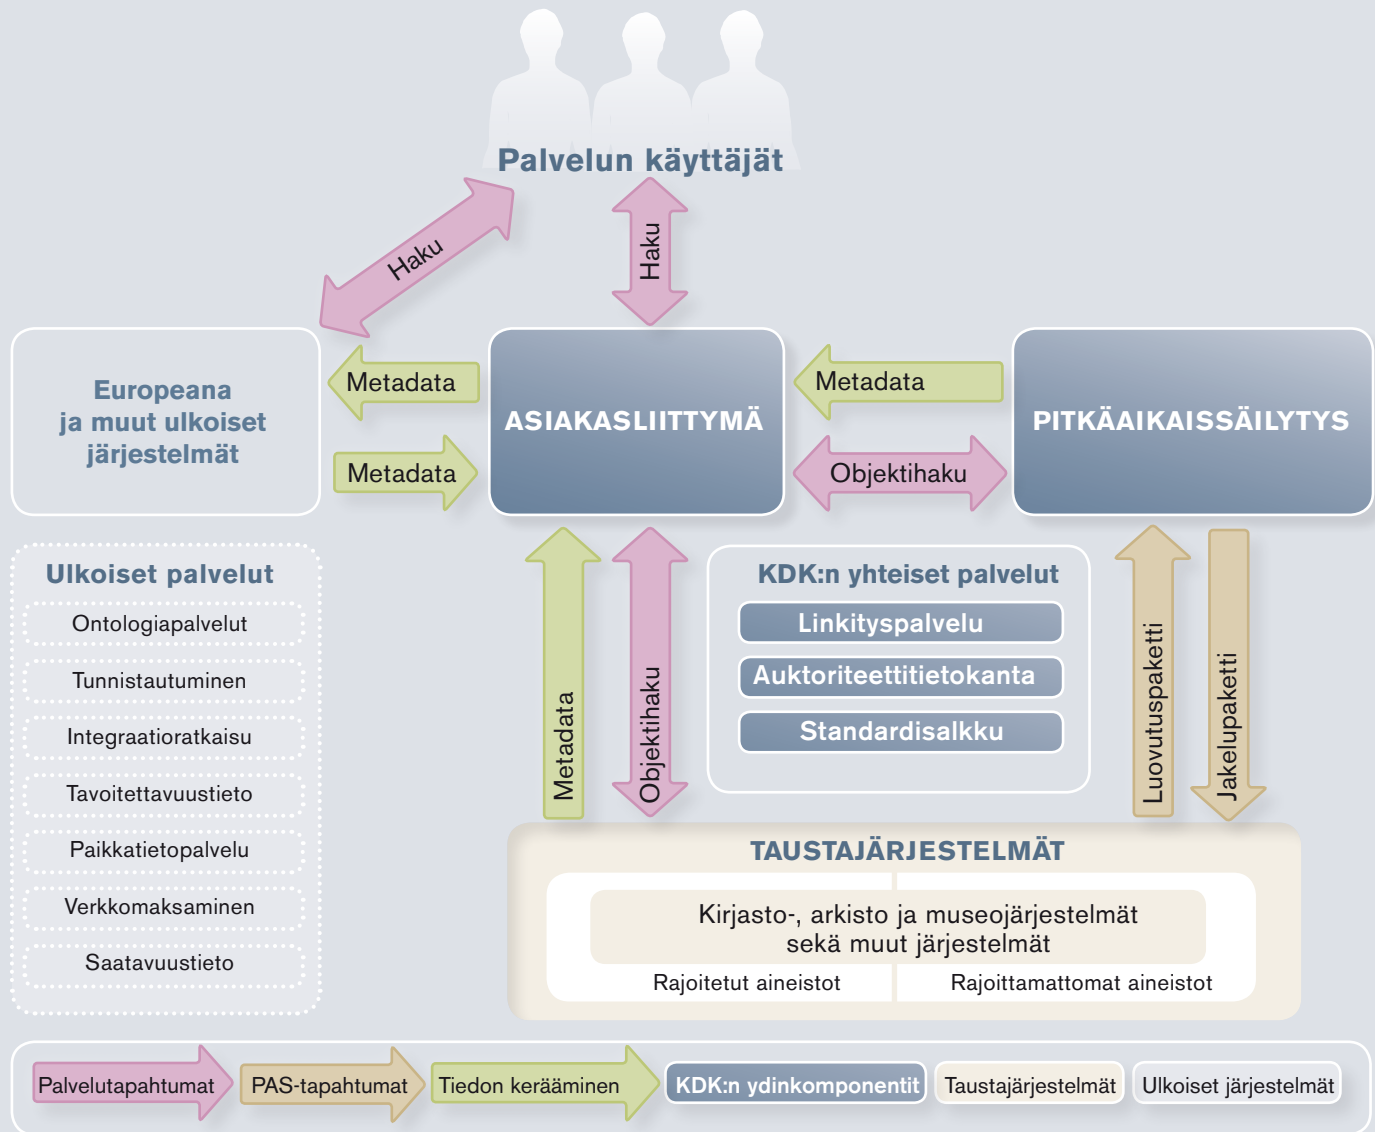 Palvelun käyttäjät
Haku
Haku
Europeana
ja muut ulkoiset
järjestelmät
Metadata
Metadata
ASIAKASLIITTYMÄ
Metadata
Objektihaku
PITKÄAIKAISSÄILYTYS
Ulkoiset palvelut
Ontologiapalvelut
Tunnistautuminen
Integraatioratkaisu
Tavoitettavuustieto
Paikkatietopalvelu
Verkkomaksaminen
Saatavuustieto
Metadata
Objektihaku
KDK:n yhteiset palvelut
Linkityspalvelu
Auktoriteettitietokanta
Standardisalkku
Luovutuspaketti
Jakelupaketti
TAUSTAJÄRJESTELMÄT
Kirjasto-, arkisto ja museojärjestelmät
sekä muut järjestelmät
Rajoitetut aineistot
Rajoittamattomat aineistot
Palvelutapahtumat
PAS-tapahtumat
Tiedon kerääminen
KDK:n ydinkomponentit
Taustajärjestelmät
Ulkoiset järjestelmät